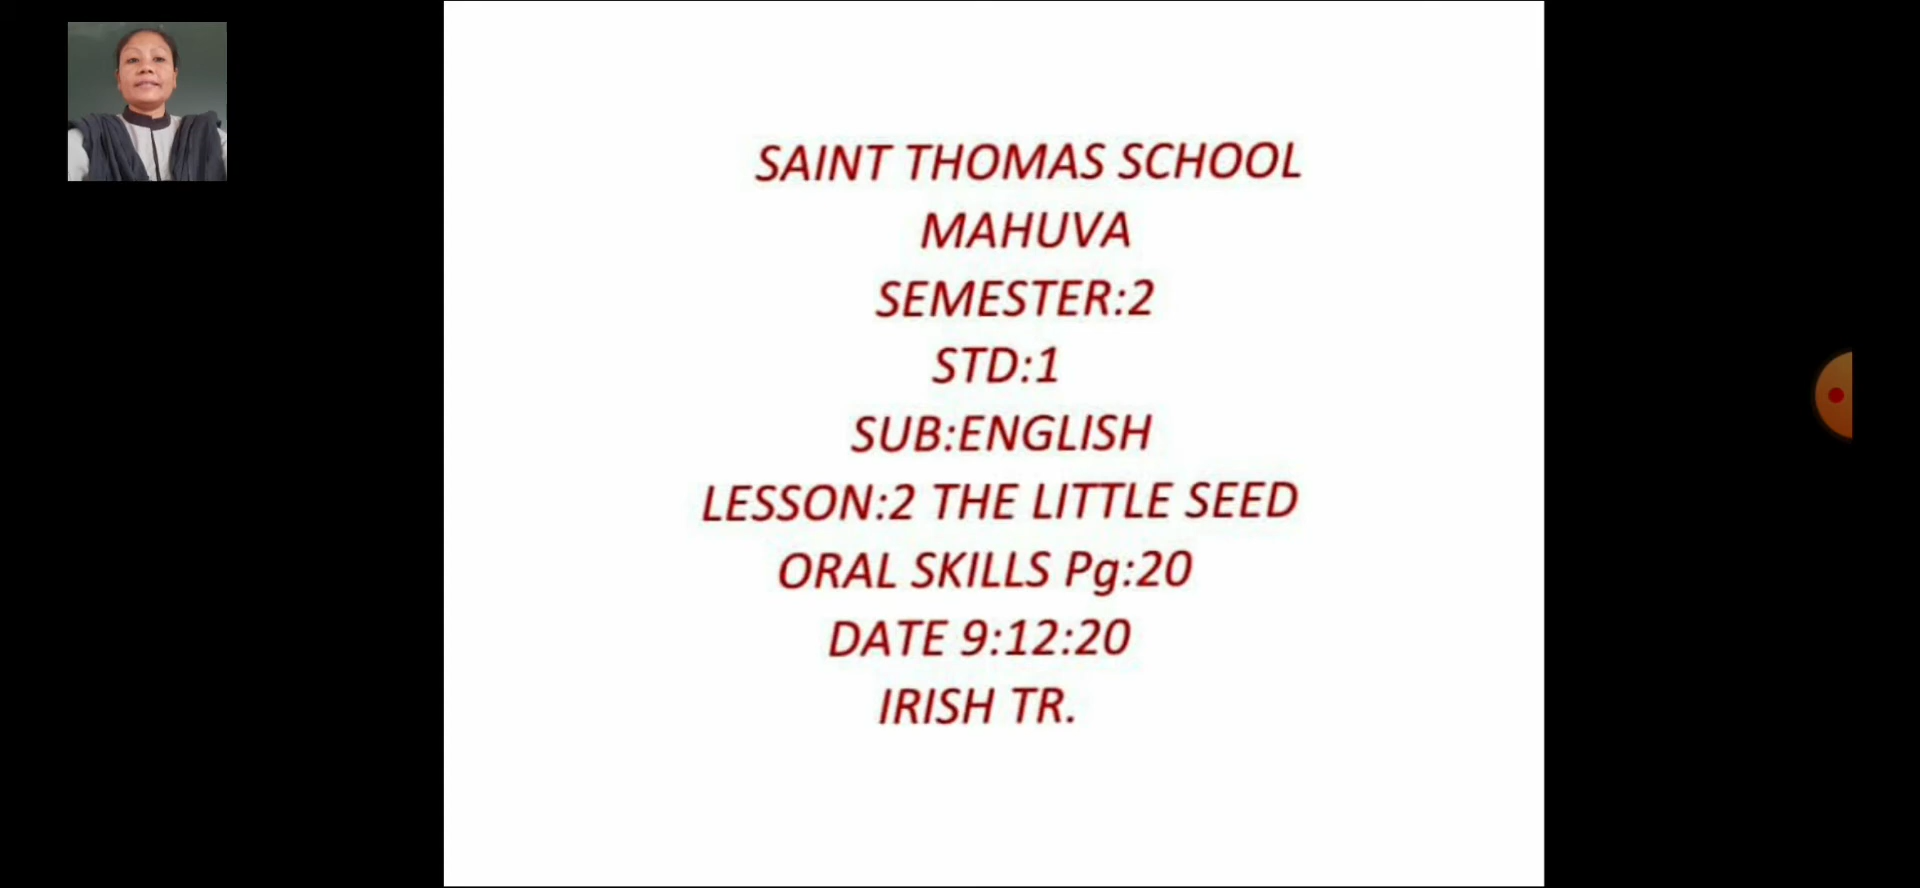 SAINT THOMAS SCHOOL
MAHUVA
SEMESTER:2
STD:1
SUB:ENGLISH
LESSON:2 THE LITTLE SEED
ORAL SKILLS Pg:20
DATE 9:12:20
IRISH TR.